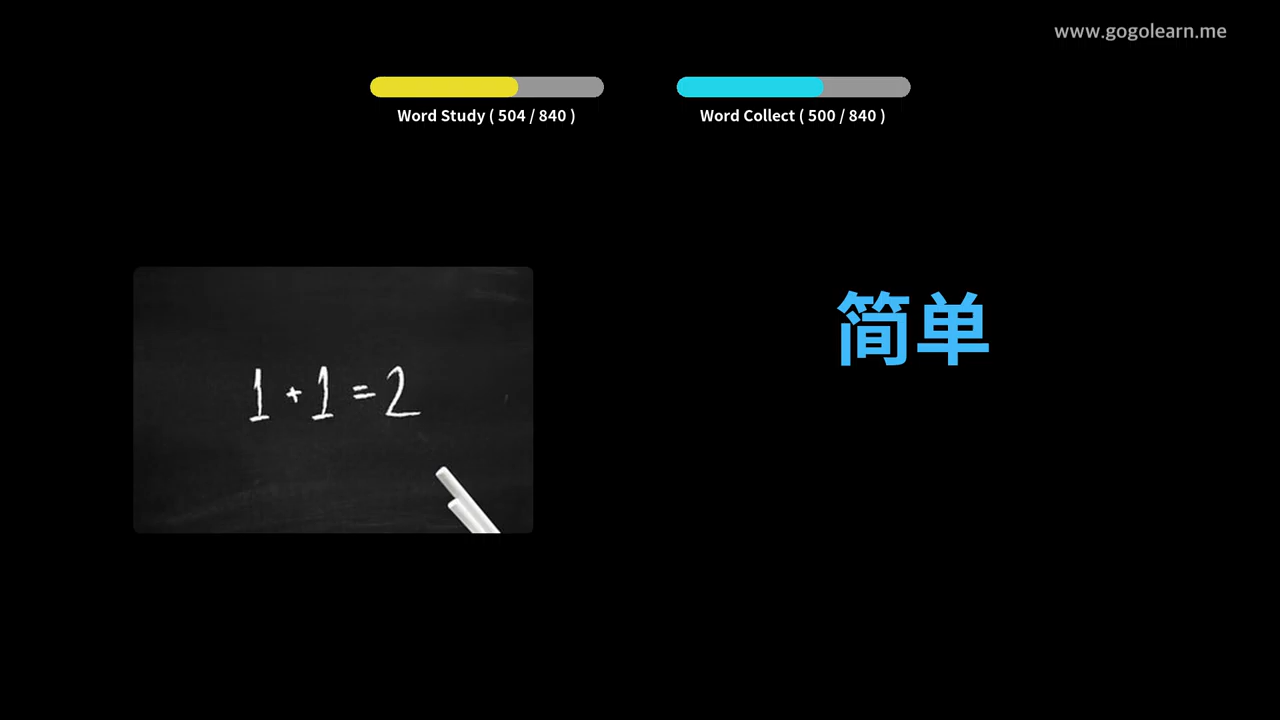 www.gogolearn.me
Word Study ( 504 / 840 )
Word Collect ( 500 / 840 )
简单
1 + 1 = 2